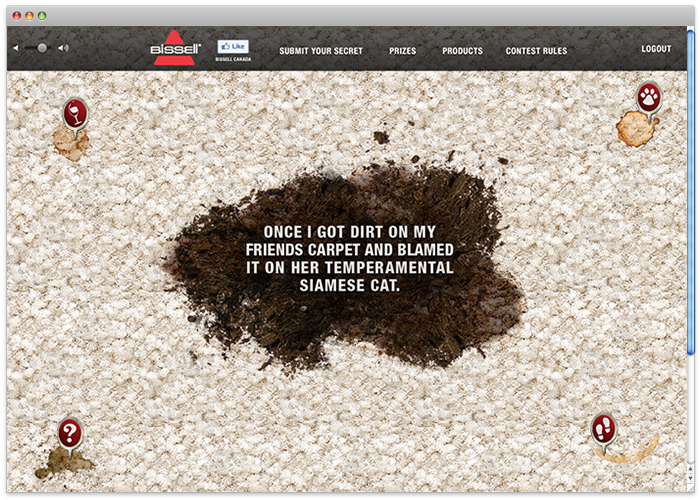 BISSELL®
Like
BISSELL CANADA
SUBMIT YOUR SECRET
PRIZES
PRODUCTS
CONTEST RULES
LOGOUT
ONCE I GOT DIRT ON MY
FRIENDS CARPET AND BLAMED
IT ON HER TEMPERAMENTAL
SIAMESE CAT.
?